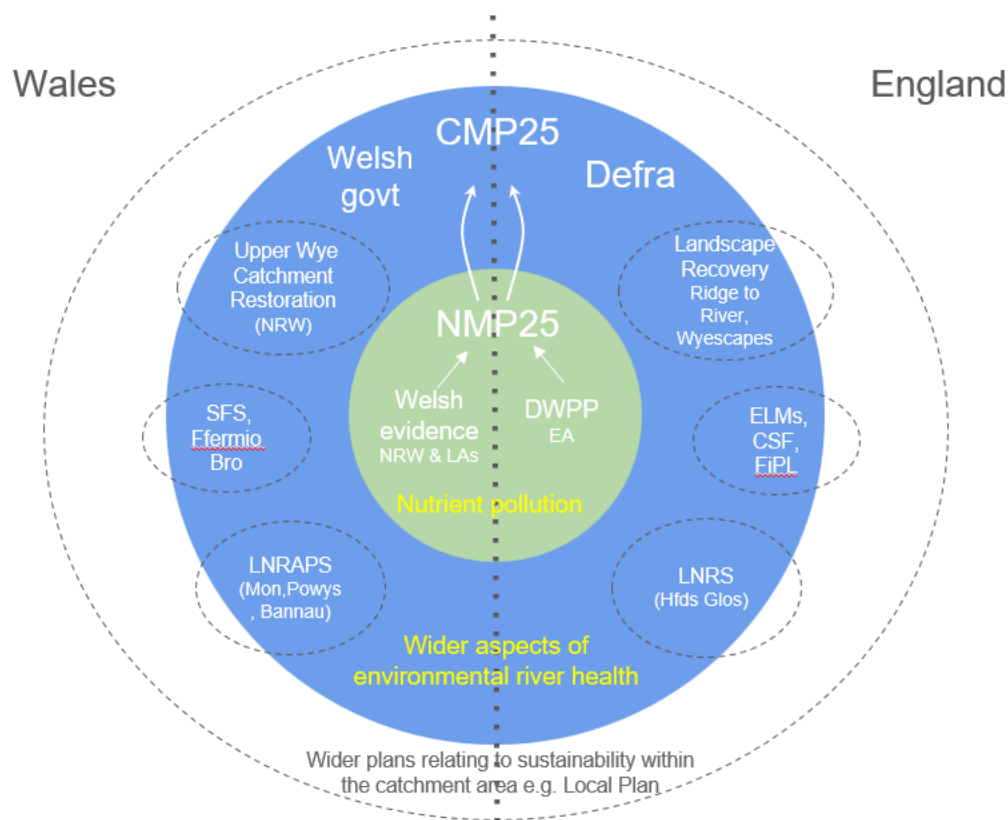 Wales
England
CMP25
Welsh
govt
Defra
Upper Wye
Catchment
Restoration
(NRW)
Landscape
Recovery
Ridge to
River,
Wyescapes
NMP25
Welsh
evidence
NRW & LAs
DWPP
EA
SFS,
Ffermio
Bro
ELMs,
CSF,
FiPL
Nutrient pollution
LNRAPS
(Mon,Powys
, Bannau)
LNRS
(Hfds Glos)
Wider aspects of
environmental river health
Wider plans relating to sustainability within
the catchment area e.g. Local Plan